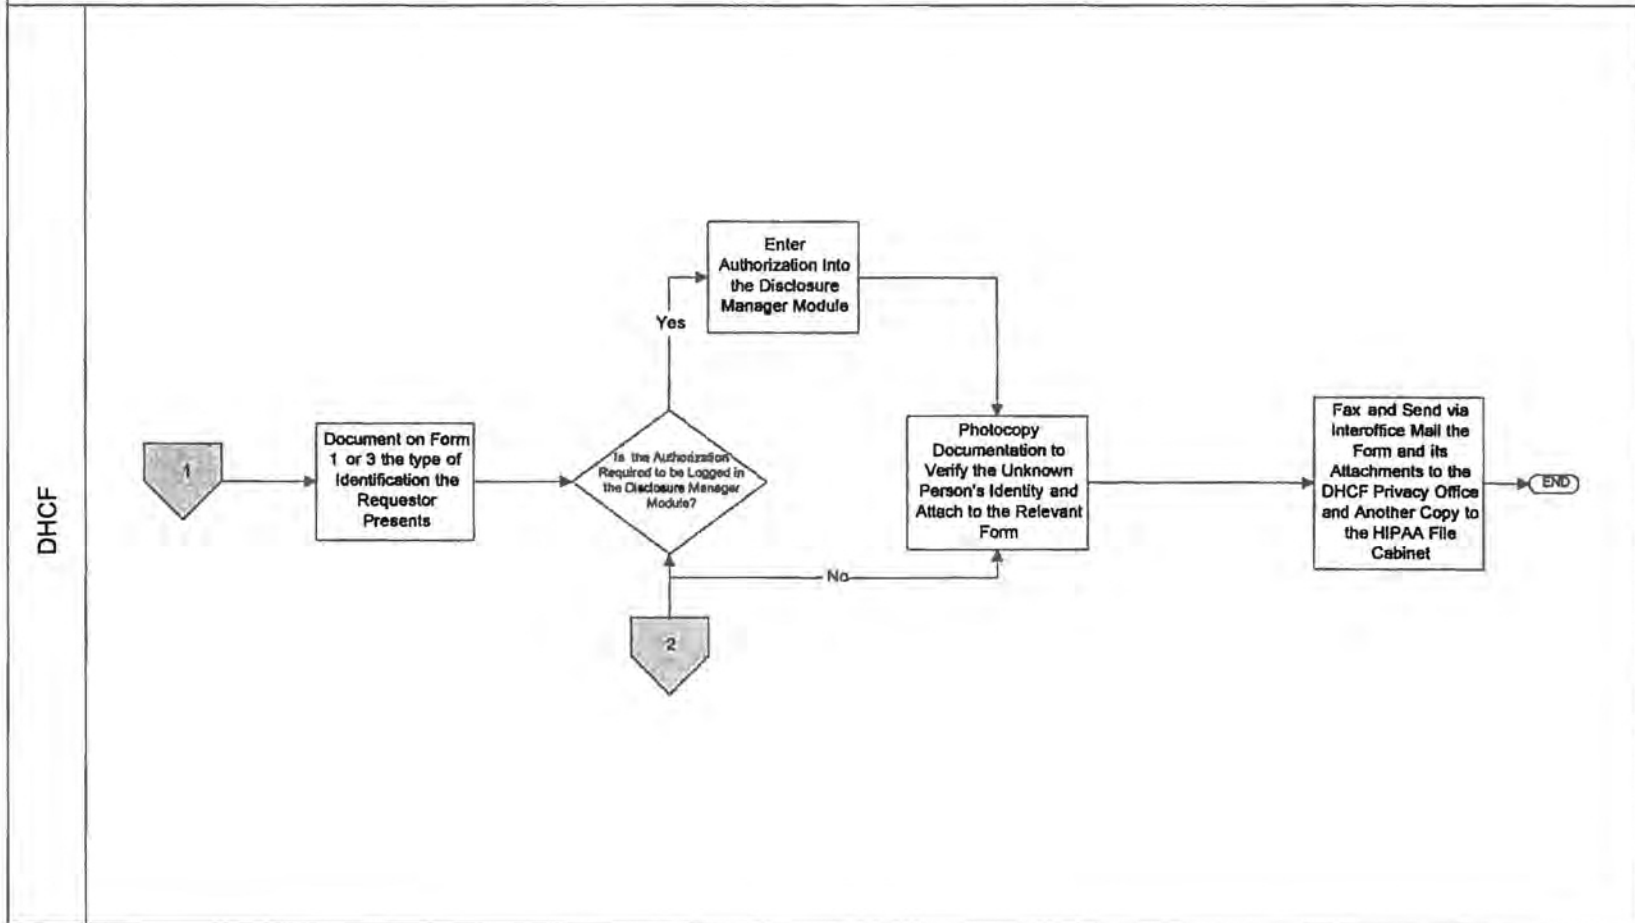 DHCF
1
Document on Form
1 or 3 the type of
Identification the
Requestor
Presents
Is the Authorization
Required to be Logged in
the Disclosure Manager
Module?
Yes
Enter
Authorization Into
the Disclosure
Manager Module
No
2
Photocopy
Documentation to
Verify the Unknown
Person's Identity and
Attach to the Relevant
Form
Fax and Send via
Interoffice Mail the
Form and its
Attachments to the
DHCF Privacy Office
and Another Copy to
the HIPAA File
Cabinet
END